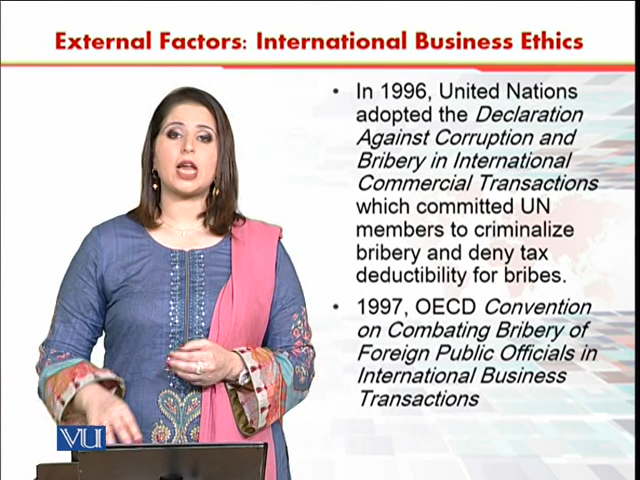 External Factors: International Business Ethics
• In 1996, United Nations
adopted the Declaration
Against Corruption and
Bribery in International
Commercial Transactions
which committed UN
members to criminalize
bribery and deny tax
deductibility for bribes.
• 1997, OECD Convention
on Combating Bribery of
Foreign Public Officials in
International Business
Transactions
VU